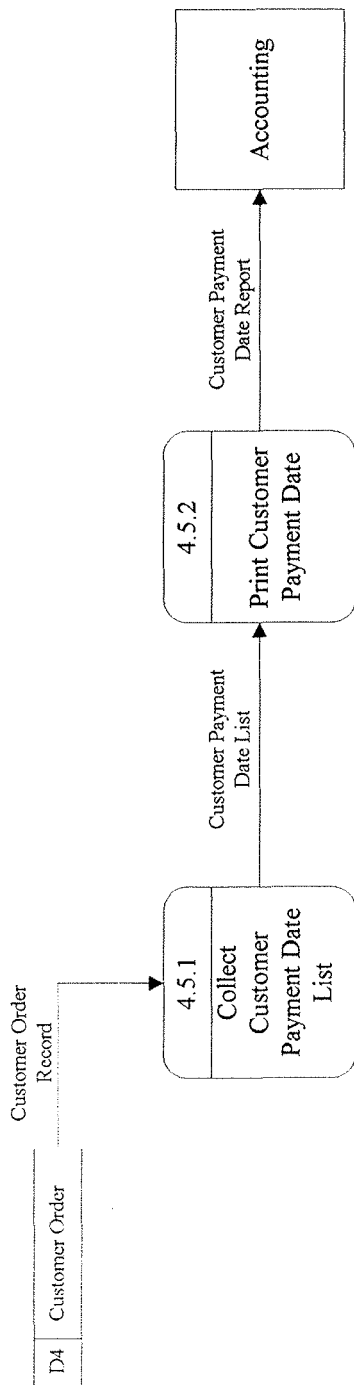 D4 Customer Order
Customer Order
Record
4.5.1
Collect
Customer
Payment Date
List
Customer Payment
Date List
4.5.2
Print Customer
Payment Date
Customer Payment
Date Report
Accounting